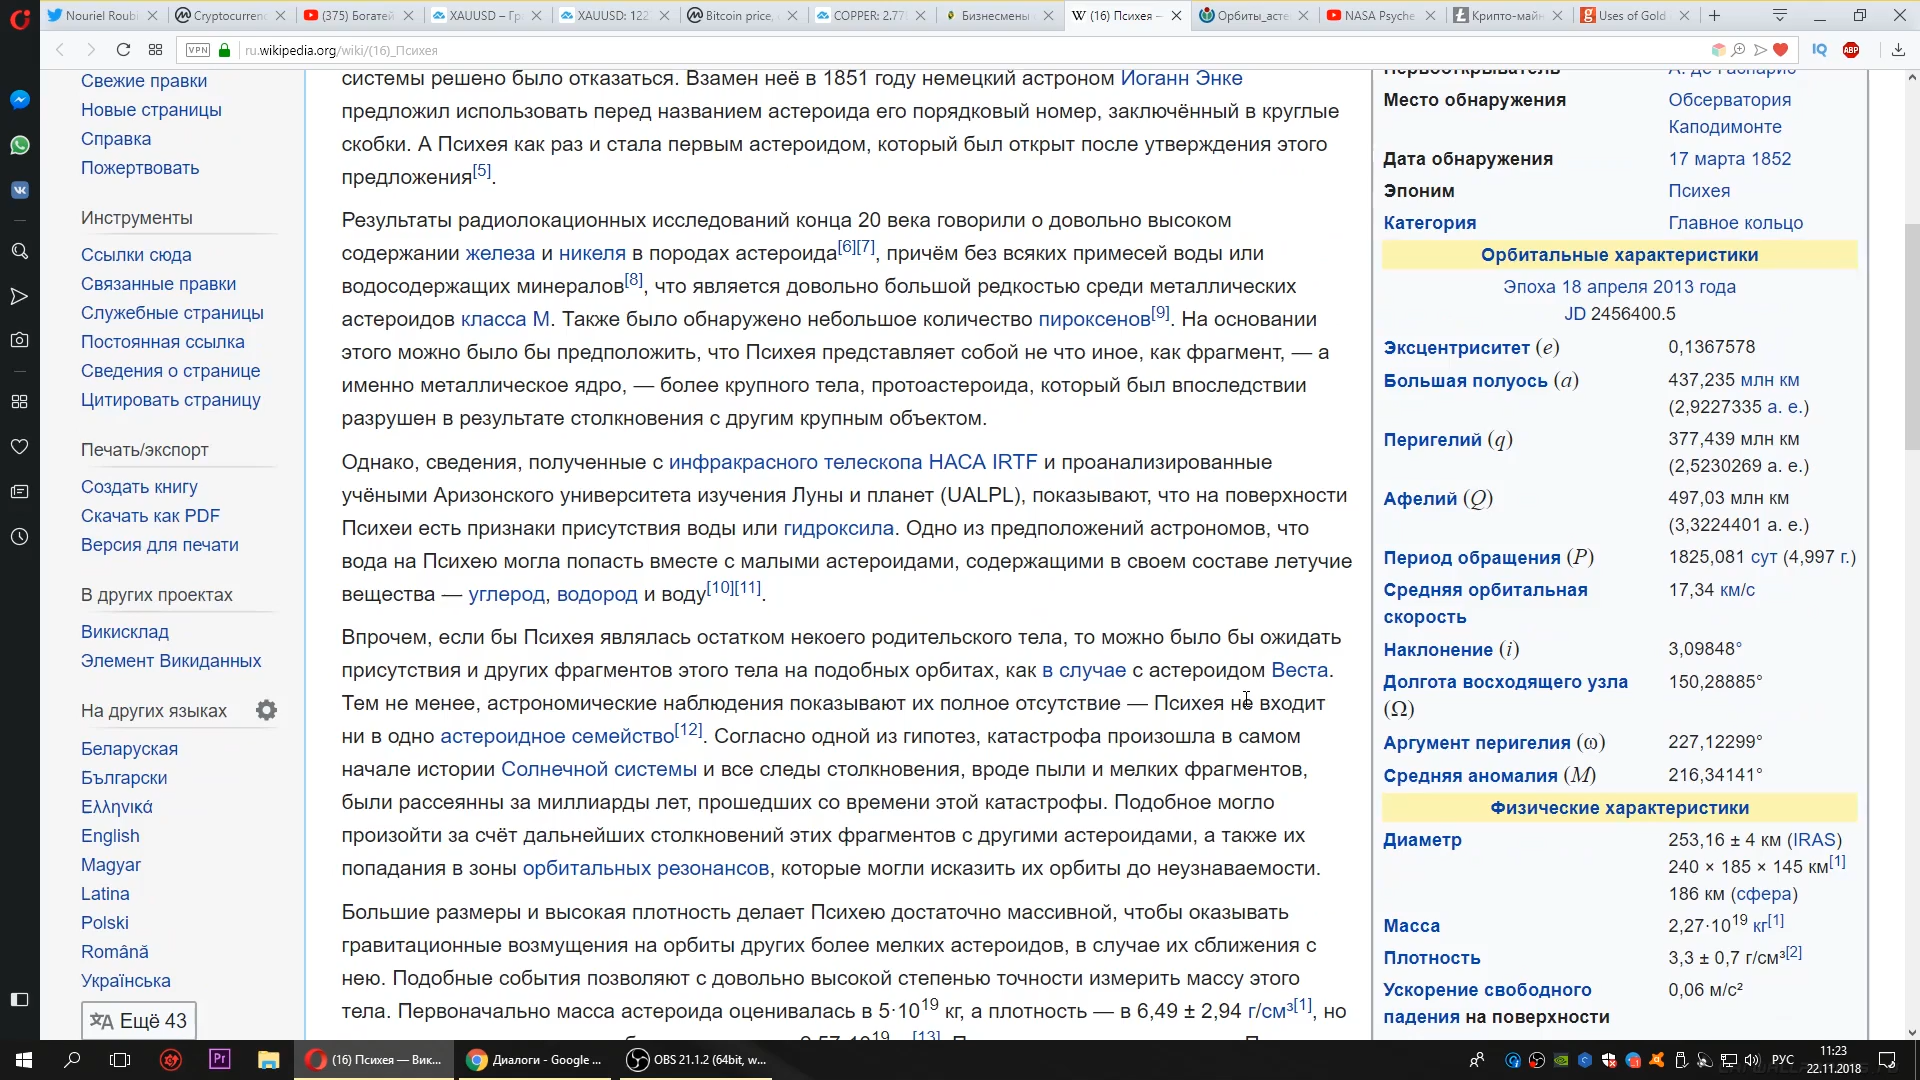 Nouriel Roubi
Cryptocurren
(375) Богатей
XAUUSD – Гр
XAUUSD: 122
Bitcoin price,
COPPER: 2.77
Бизнесмены
(16) Психея –
Орбиты_асте
NASA Psyche
Крипто-май
Uses of Gold
VPN
ru.wikipedia.org/wiki/(16)_Психея
Свежие правки
Новые страницы
Справка
Пожертвовать
Инструменты
Ссылки сюда
Связанные правки
Служебные страницы
Постоянная ссылка
Сведения о странице
Цитировать страницу
Печать/экспорт
Создать книгу
Скачать как PDF
Версия для печати
В других проектах
Викисклад
Элемент Викиданных
На других языках
Беларуская
Български
Ελληνικά
English
Magyar
Latina
Polski
Română
Українська
Ещё 43
системы решено было отказаться. Взамен неё в 1851 году немецкий астроном Иоганн Энке
предложил использовать перед названием астероида его порядковый номер, заключённый в круглые
скобки. А Психея как раз и стала первым астероидом, который был открыт после утверждения этого
предложения[5].
Результаты радиолокационных исследований конца 20 века говорили о довольно высоком
содержании железа и никеля в породах астероида[6][7], причём без всяких примесей воды или
водосодержащих минералов[8], что является довольно большой редкостью среди металлических
астероидов класса M. Также было обнаружено небольшое количество пироксенов[9]. На основании
этого можно было бы предположить, что Психея представляет собой не что иное, как фрагмент, — а
именно металлическое ядро, — более крупного тела, протоастероида, который был впоследствии
разрушен в результате столкновения с другим крупным объектом.
Однако, сведения, полученные с инфракрасного телескопа НАСА IRTF и проанализированные
учёными Аризонского университета изучения Луны и планет (UALPL), показывают, что на поверхности
Психеи есть признаки присутствия воды или гидроксила. Одно из предположений астрономов, что
вода на Психею могла попасть вместе с малыми астероидами, содержащими в своем составе летучие
вещества — углерод, водород и воду[10][11].
Впрочем, если бы Психея являлась остатком некоего родительского тела, то можно было бы ожидать
присутствия и других фрагментов этого тела на подобных орбитах, как в случае с астероидом Веста.
Тем не менее, астрономические наблюдения показывают их полное отсутствие — Психея не входит
ни в одно астероидное семейство[12]. Согласно одной из гипотез, катастрофа произошла в самом
начале истории Солнечной системы и все следы столкновения, вроде пыли и мелких фрагментов,
были рассеянны за миллиарды лет, прошедших со времени этой катастрофы. Подобное могло
произойти за счёт дальнейших столкновений этих фрагментов с другими астероидами, а также их
попадания в зоны орбитальных резонансов, которые могли исказить их орбиты до неузнаваемости.
Большие размеры и высокая плотность делает Психею достаточно массивной, чтобы оказывать
гравитационные возмущения на орбиты других более мелких астероидов, в случае их сближения с
нею. Подобные события позволяют с довольно высокой степенью точности измерить массу этого
тела. Первоначально масса астероида оценивалась в 5·10¹⁹ кг, а плотность — в 6,49 ± 2,94 г/см³[1], но
Первооткрыватель А. де Гаспарис
Место обнаружения Обсерватория
Каподимонте
Дата обнаружения 17 марта 1852
Эпоним Психея
Категория Главное кольцо
Орбитальные характеристики
Эпоха 18 апреля 2013 года
JD 2456400.5
Эксцентриситет (e) 0,1367578
Большая полуось (a) 437,235 млн км
(2,9227335 а. е.)
Перигелий (q) 377,439 млн км
(2,5230269 а. е.)
Афелий (Q) 497,03 млн км
(3,3224401 а. е.)
Период обращения (P) 1825,081 сут (4,997 г.)
Средняя орбитальная 17,34 км/с
скорость
Наклонение (i) 3,09848°
Долгота восходящего узла 150,28885°
(Ω)
Аргумент перигелия (ω) 227,12299°
Средняя аномалия (M) 216,34141°
Физические характеристики
Диаметр 253,16 ± 4 км (IRAS)
240 × 185 × 145 км[1]
186 км (сфера)
Масса 2,27·10¹⁹ кг[1]
Плотность 3,3 ± 0,7 г/см³[2]
Ускорение свободного 0,06 м/с²
падения на поверхности
(16) Психея — Вик...
Диалоги - Google ...
OBS 21.1.2 (64bit, w...
РУС
11:23
22.11.2018